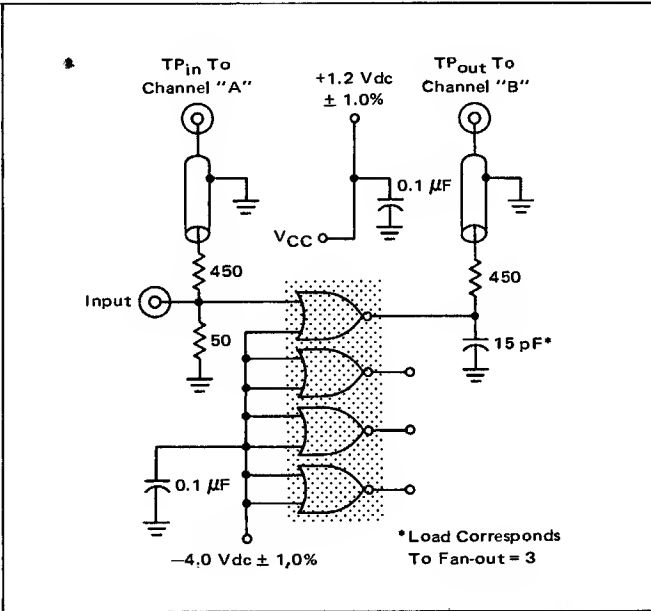 TPin To
Channel "A"
+1.2 Vdc
± 1.0%
TPout To
Channel "B"
0.1 µF
VCC
450
450
Input
50
15 pF*
0.1 µF
*Load Corresponds
To Fan-out = 3
−4.0 Vdc ± 1,0%